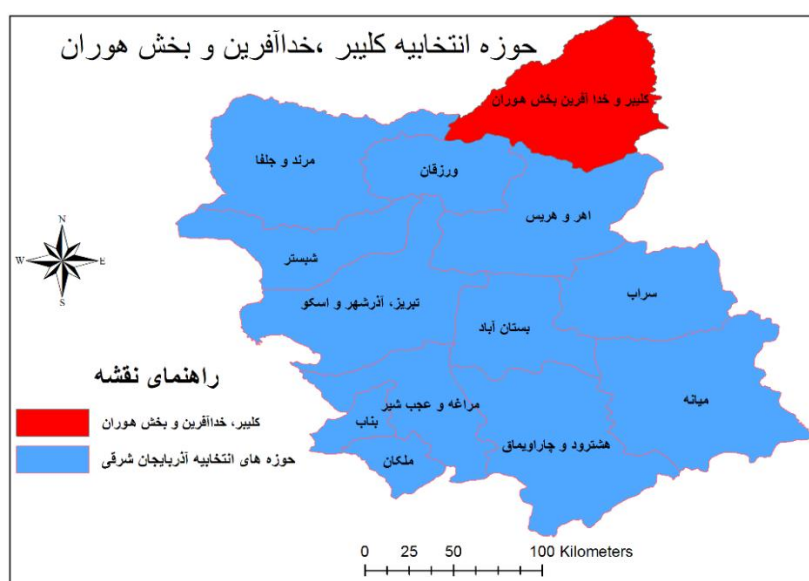 حوزه انتخابیه کلیبر ،خداآفرین و بخش هوران
کلیبر و خدا آفرین بخش هوران
مرند و جلفا
ورزقان
اهر و هریس
N
W E
S
شبستر
سراب
تبریز، آذرشهر و اسکو
بستان آباد
راهنمای نقشه
مراغه و عجب شیر
میانه
کلیبر، خداآفرین و بخش هوران
بناب
هشترود و چاراویماق
حوزه های انتخابیه آذربایجان شرقی
ملکان
0 25 50 100 Kilometers